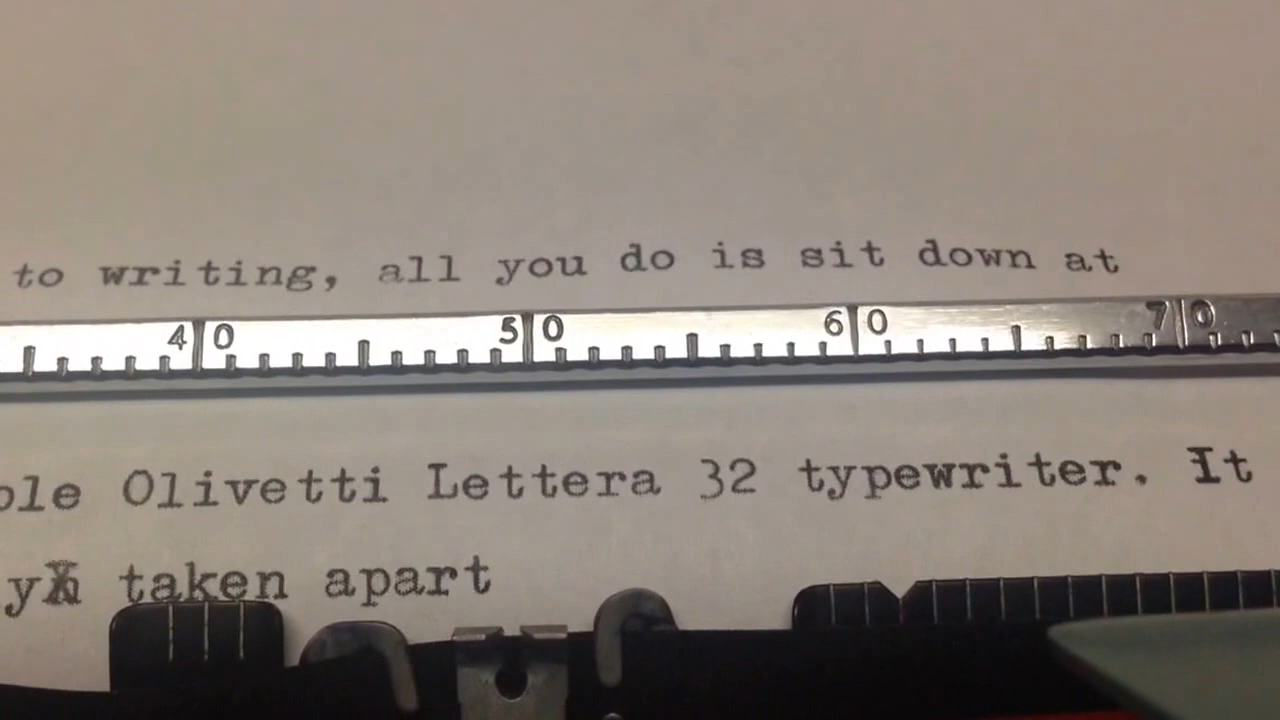 to writing, all you do is sit down at
40 50 60 70
ole Olivetti Lettera 32 typewriter. It
taken apart